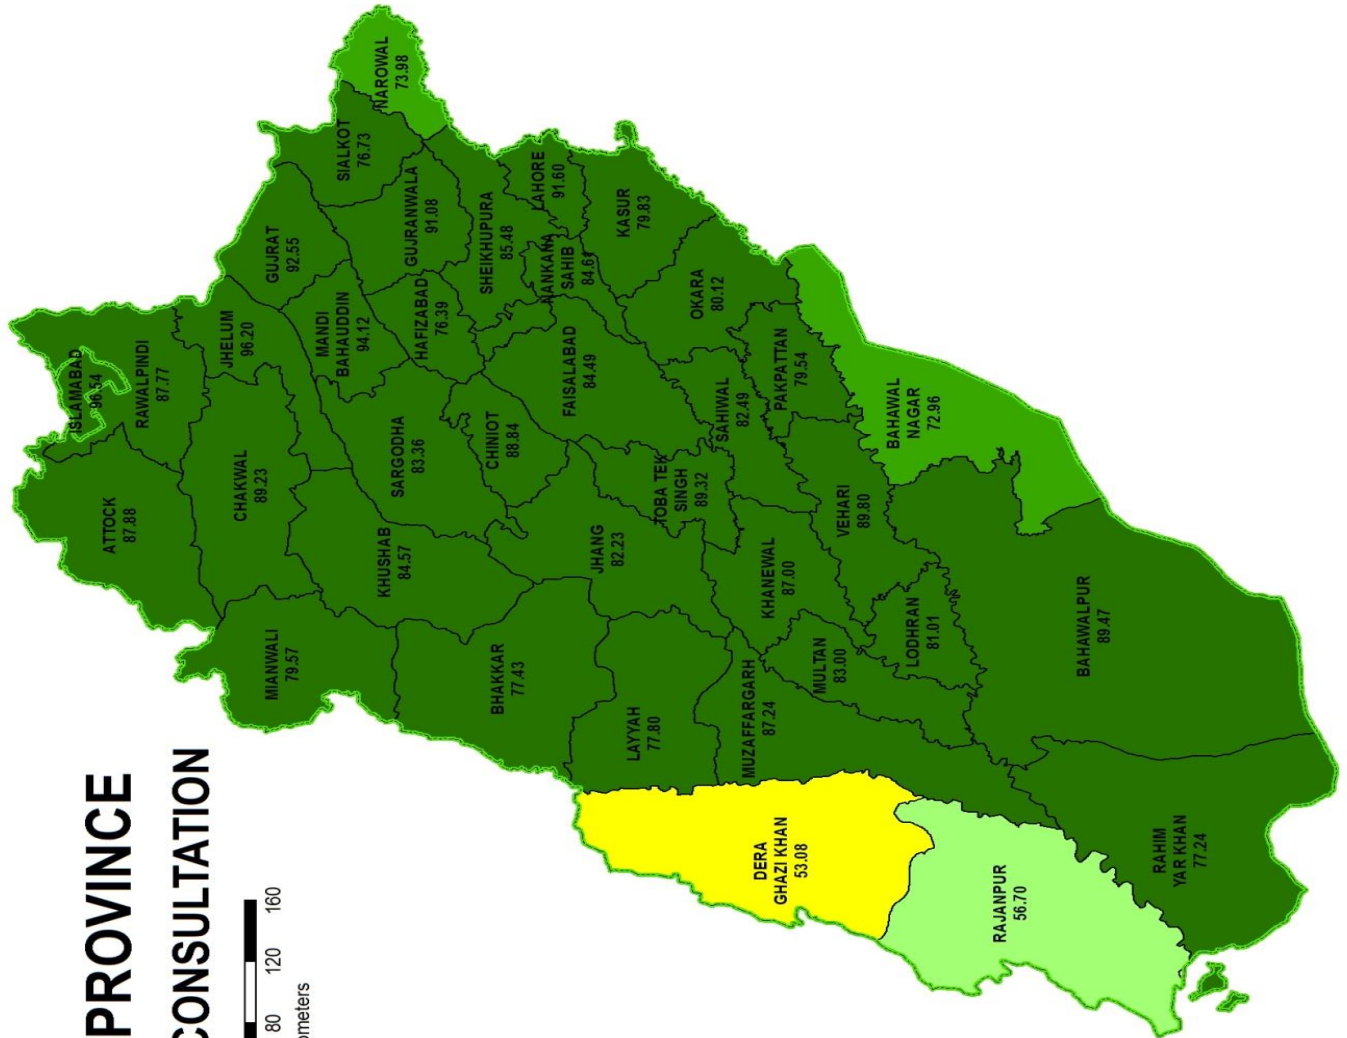 PROVINCE
CONSULTATION
80 120 160
ometers
ISLAMABAD
96.54
RAWALPINDI
87.77
ATTOCK
87.88
JHELUM
96.20
CHAKWAL
89.23
GUJRAT
92.55
MIANWALI
79.57
MANDI
BAHAUDDIN
94.12
SIALKOT
76.73
NAROWAL
73.98
KHUSHAB
84.57
SARGODHA
83.36
GUJRANWALA
91.08
HAFIZABAD
76.39
SHEIKHUPURA
85.48
CHINIOT
88.84
BHAKKAR
77.43
LAHORE
91.60
NANKANA
SAHIB
84.61
FAISALABAD
84.49
JHANG
82.23
KASUR
79.83
LAYYAH
77.80
TOBA TEK
SINGH
89.32
OKARA
80.12
SAHIWAL
82.49
MUZAFFARGARH
87.24
KHANEWAL
87.00
PAKPATTAN
79.54
DERA
GHAZI KHAN
53.08
MULTAN
83.00
VEHARI
89.80
BAHAWAL
NAGAR
72.96
LODHRAN
81.01
RAJANPUR
56.70
BAHAWALPUR
89.47
RAHIM
YAR KHAN
77.24